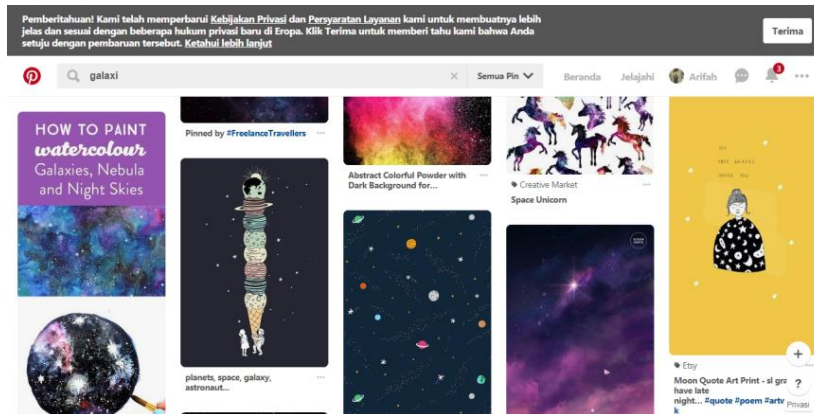 Pemberitahuan! Kami telah memperbarui Kebijakan Privasi dan Persyaratan Layanan kami untuk membuatnya lebih
jelas dan sesuai dengan beberapa hukum privasi baru di Eropa. Klik Terima untuk memberi tahu kami bahwa Anda
setuju dengan pembaruan tersebut. Ketahui lebih lanjut
Terima
galaxi
Semua Pin
Beranda
Jelajahi
Arifah
3
HOW TO PAINT
watercolour
Galaxies, Nebula
and Night Skies
Pinned by #FreelanceTravellers
planets, space, galaxy,
astronaut...
Abstract Colorful Powder with
Dark Background for...
Creative Market
Space Unicorn
Etsy
Moon Quote Art Print - sl gra
have late
night... #quote #poem #artw
k
+
?
Privasi